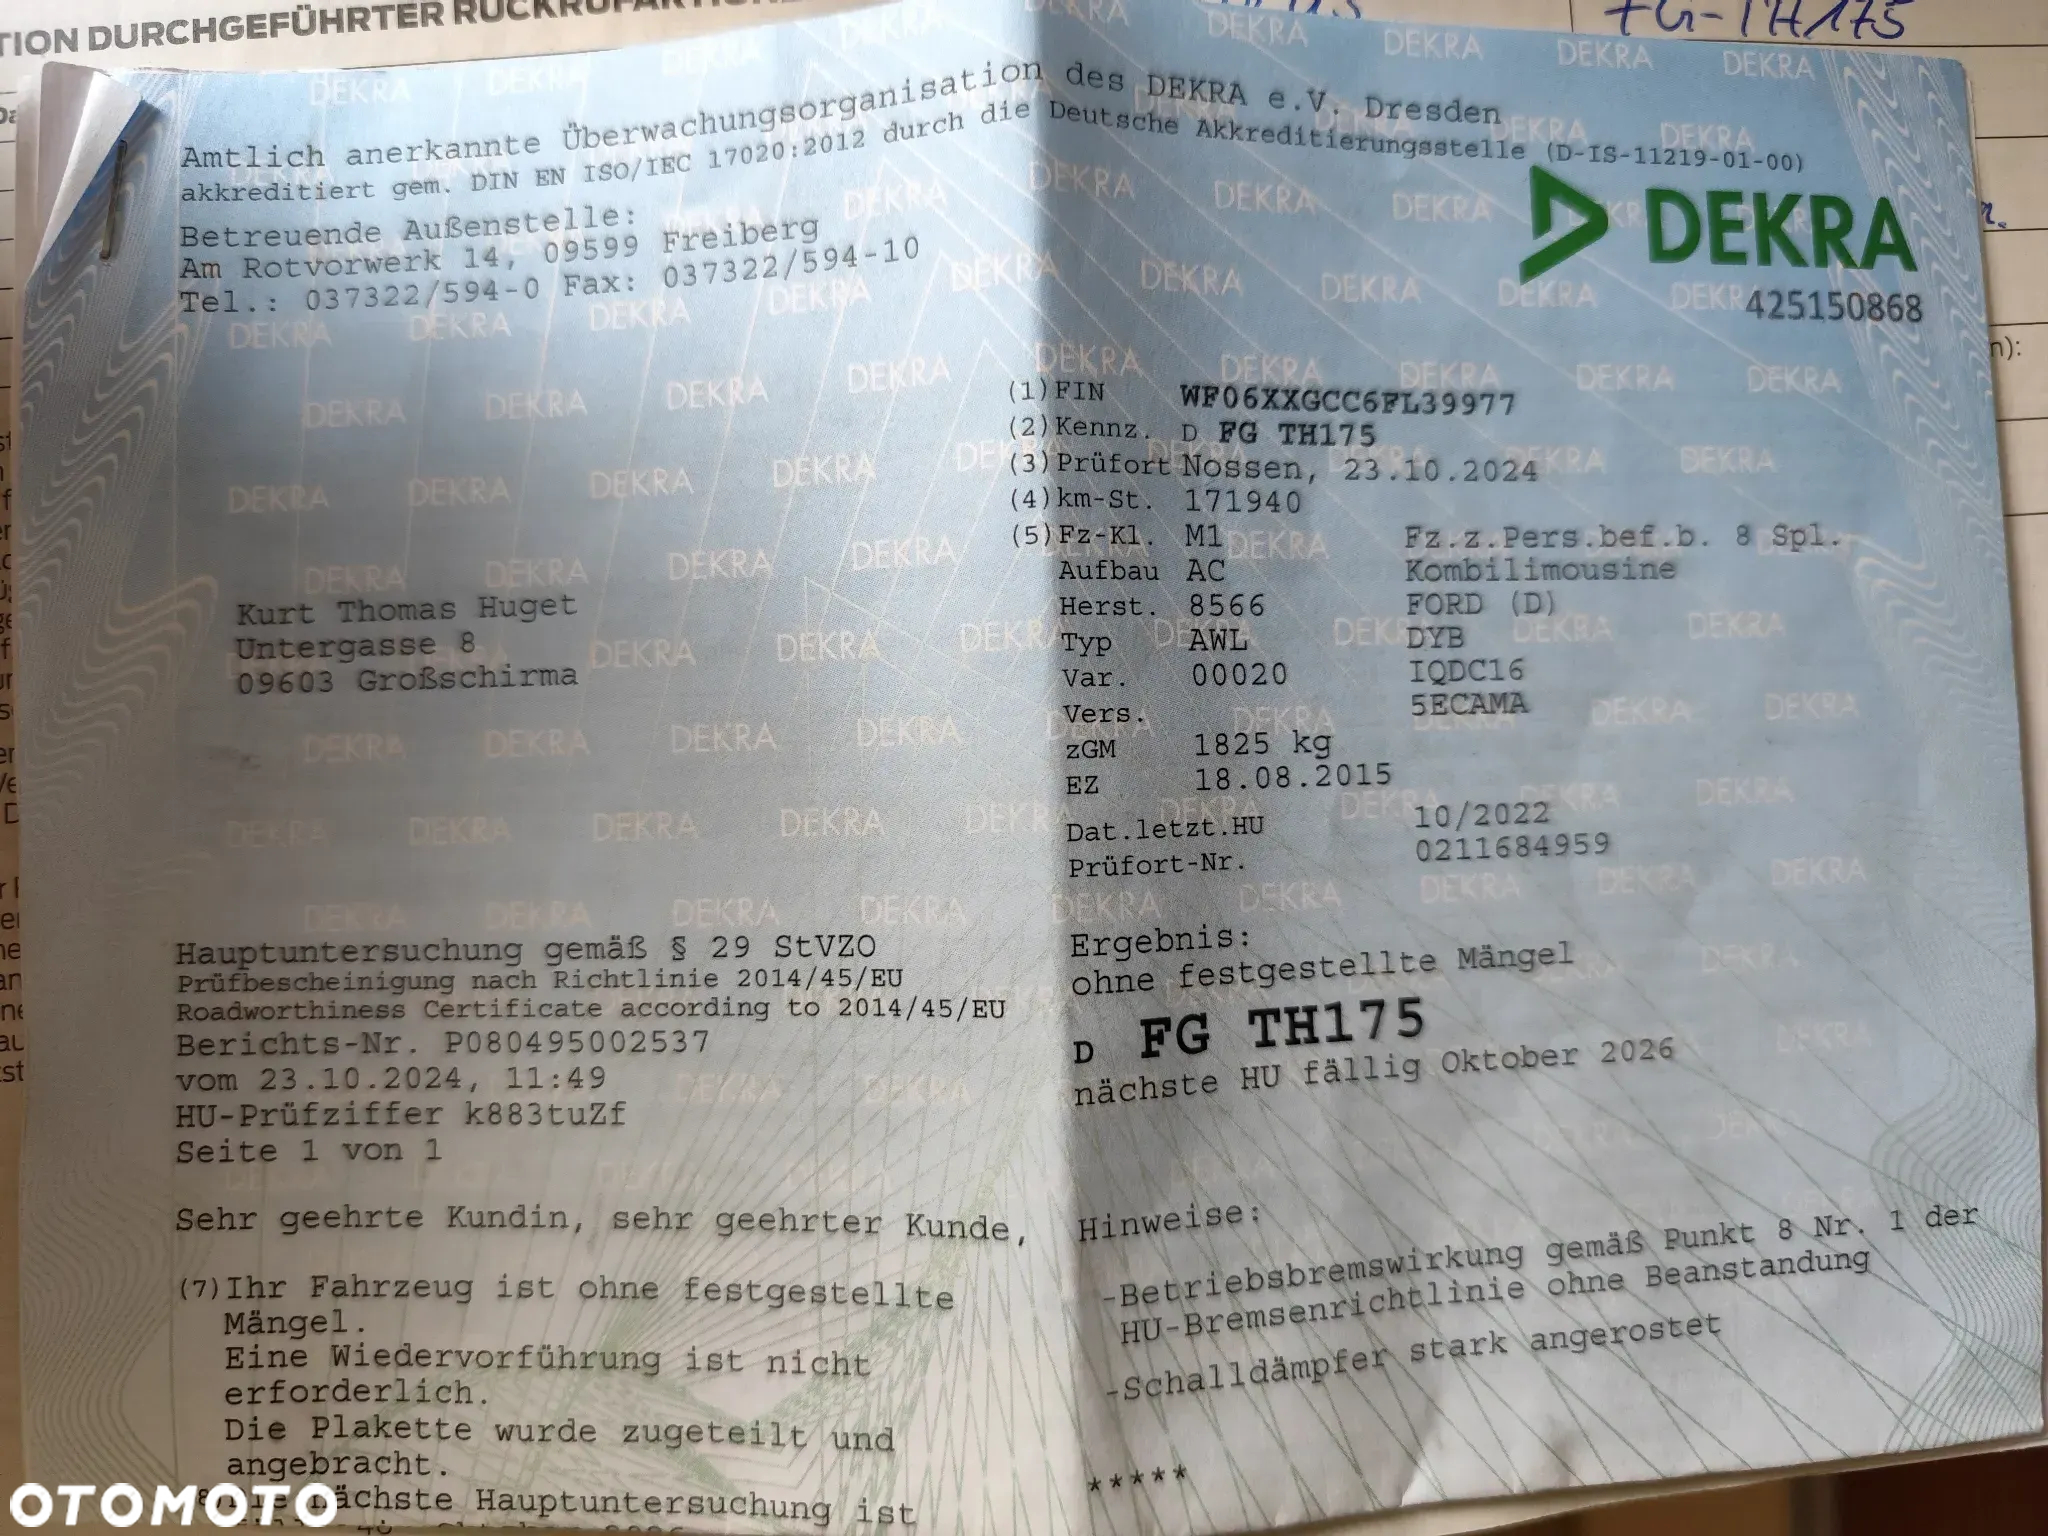 TION DURCHGEFÜHRTER
FG-TH175
Amtlich anerkannte Überwachungsorganisation des DEKRA e.V. Dresden
akkreditiert gem. DIN EN ISO/IEC 17020:2012 durch die Deutsche Akkreditierungsstelle (D-IS-11219-01-00)
DEKRA
425150868
Betreuende Außenstelle:
Am Rotvorwerk 14, 09599 Freiberg
Tel.: 037322/594-0 Fax: 037322/594-10
(1)FIN WF06XXGCC6FL39977
(2)Kennz. D FG TH175
(3)Prüfort Nossen, 23.10.2024
(4)km-St. 171940
(5)Fz-Kl. M1 Fz.z.Pers.bef.b. 8 Spl.
Aufbau AC Kombilimousine
Herst. 8566 FORD (D)
Typ AWL DYB
Var. 00020 IQDC16
Vers. 5ECAMA
zGM 1825 kg
EZ 18.08.2015
Dat.letzt.HU 10/2022
Prüfort-Nr. 0211684959
Kurt Thomas Huget
Untergasse 8
09603 Großschirma
Hauptuntersuchung gemäß § 29 StVZO
Prüfbescheinigung nach Richtlinie 2014/45/EU
Roadworthiness Certificate according to 2014/45/EU
Berichts-Nr. P080495002537
vom 23.10.2024, 11:49
HU-Prüfziffer k883tuZf
Seite 1 von 1
Ergebnis:
ohne festgestellte Mängel
D FG TH175
nächste HU fällig Oktober 2026
Sehr geehrte Kundin, sehr geehrter Kunde,
(7)Ihr Fahrzeug ist ohne festgestellte
Mängel.
Eine Wiedervorführung ist nicht
erforderlich.
Die Plakette wurde zugeteilt und
angebracht.
nächste Hauptuntersuchung ist
Hinweise:
-Betriebsbremswirkung gemäß Punkt 8 Nr. 1 der
HU-Bremsenrichtlinie ohne Beanstandung
-Schalldämpfer stark angerostet
*****
OTOMOTO